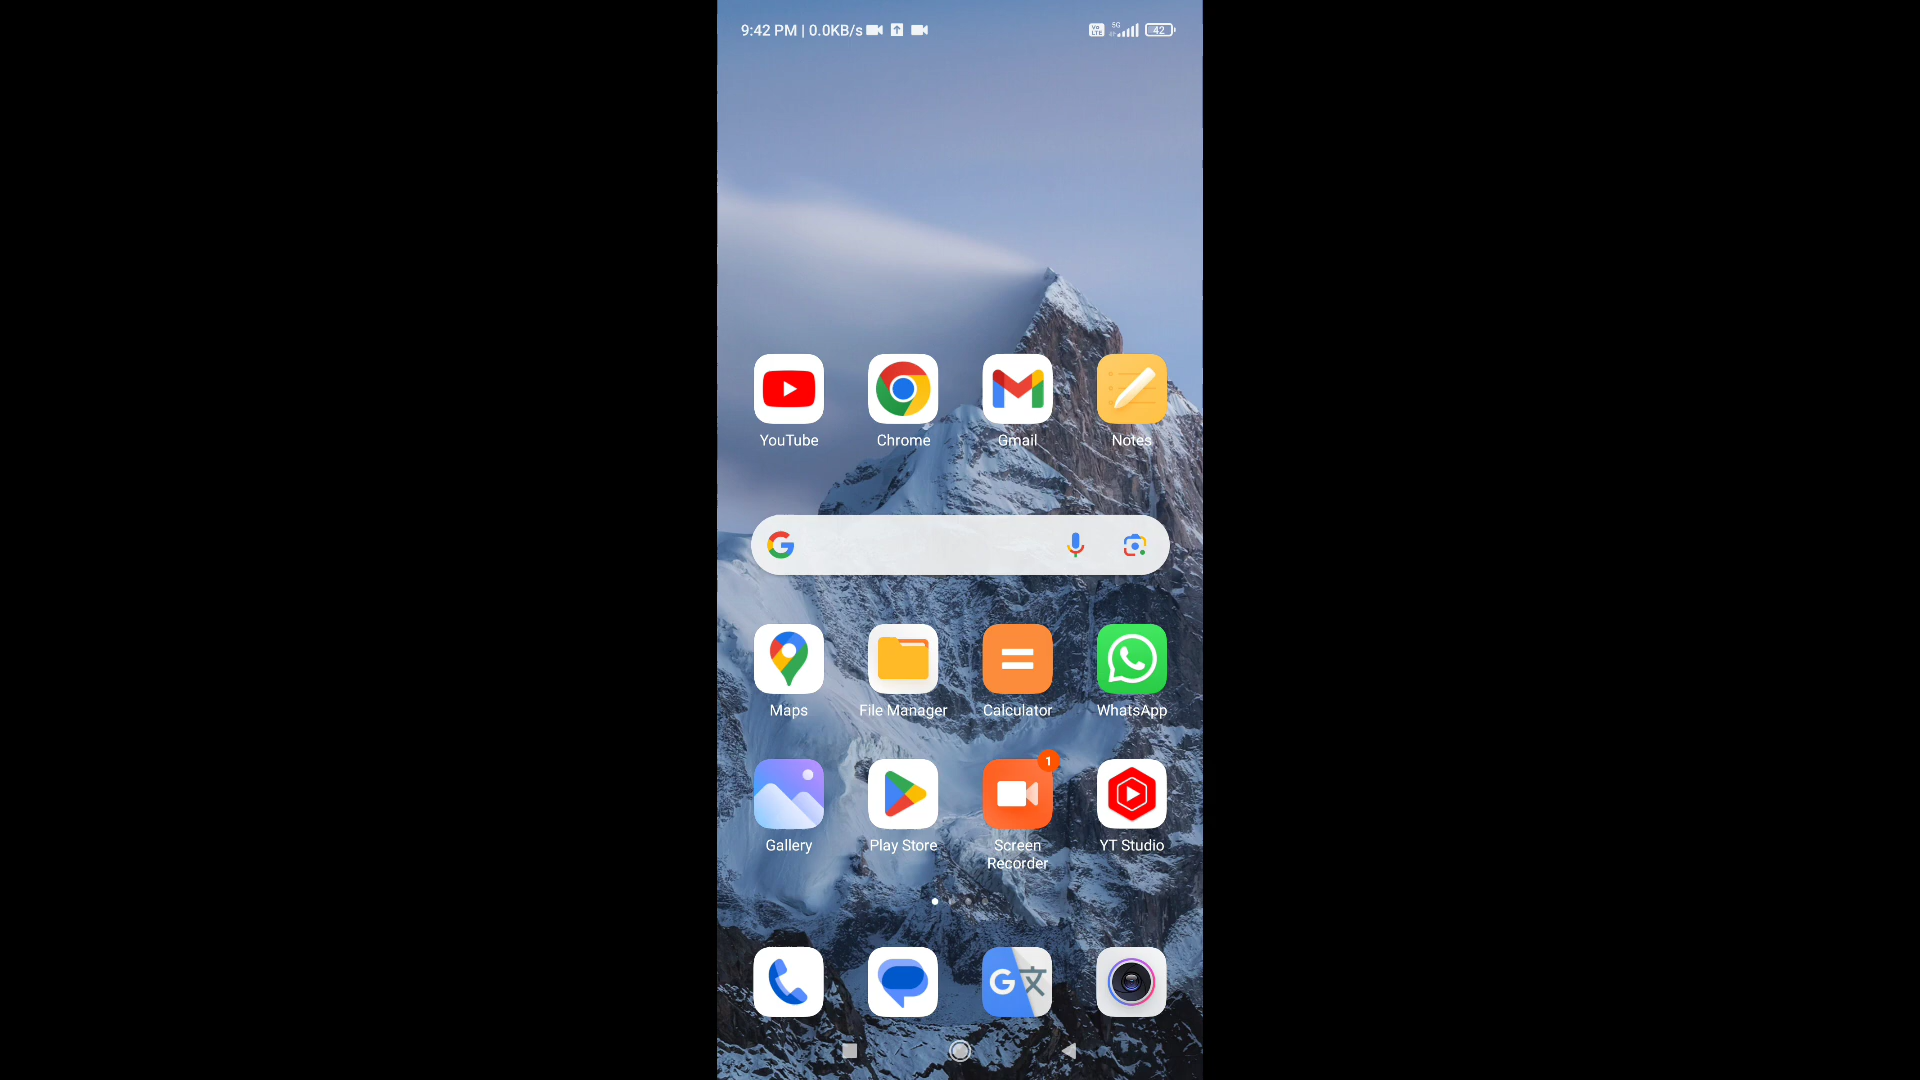 9:42 PM | 0.0KB/s
5G
42
YouTube
Chrome
Gmail
Notes
Maps
File Manager
Calculator
WhatsApp
1
Gallery
Play Store
Screen
Recorder
YT Studio